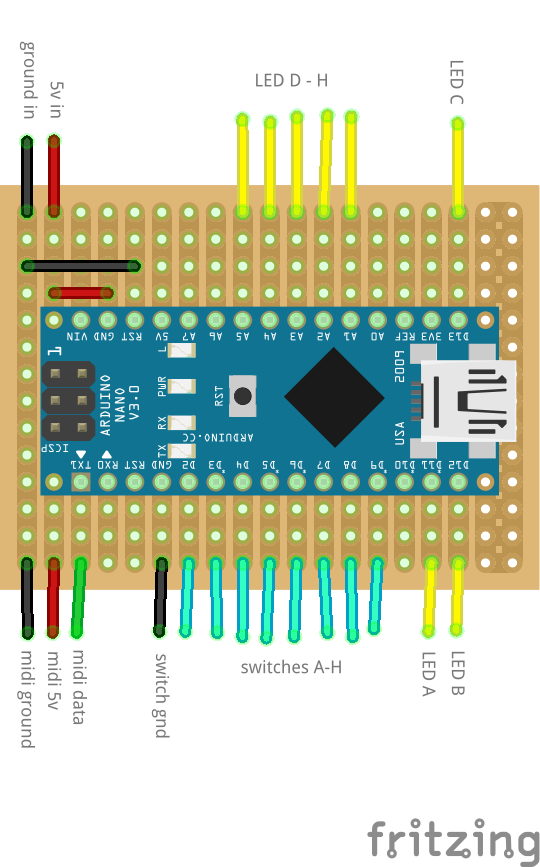 ground in
5v in
LED D - H
LED C
VIN
GND
RST
5V
A7
A6
A5
A4
A3
A2
A1
A0
REF
3V3
D13
1
L
PWR
RX
TX
RST
ARDUINO
NANO
V3.0
ARDUINO.CC
2009
USA
ICSP
TX1
RX0
RST
GND
D2
D3
D4
D5
D6
D7
D8
D9
D10
D11
D12
midi ground
midi 5v
midi data
switch gnd
switches A-H
LED A
LED B
fritzing